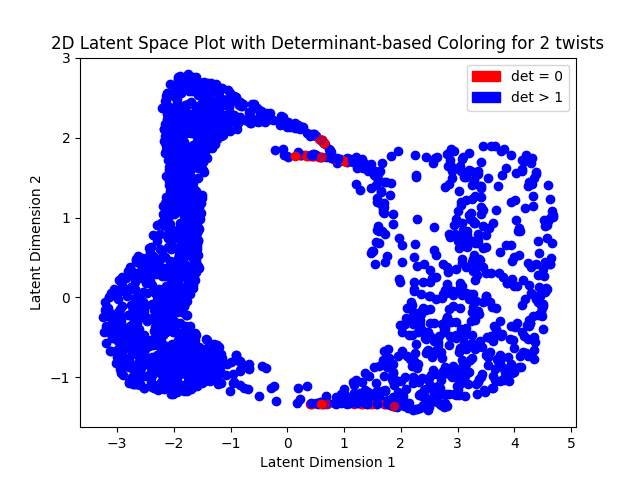 2D Latent Space Plot with Determinant-based Coloring for 2 twists
det = 0
det > 1
Latent Dimension 2
3
2
1
0
−1
−3
−2
−1
0
1
2
3
4
5
Latent Dimension 1